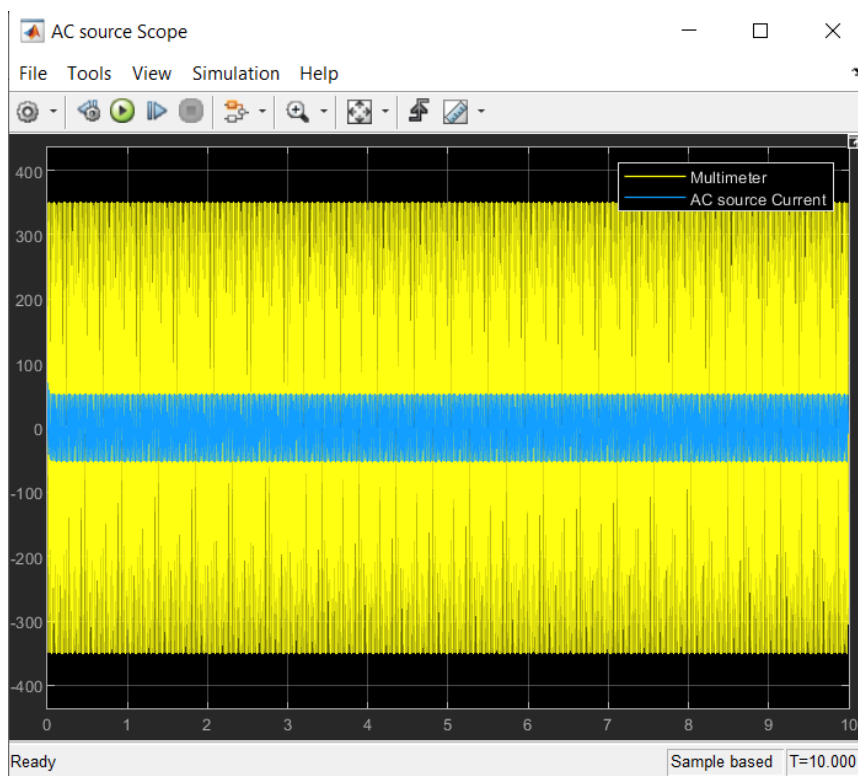 AC source Scope
File Tools View Simulation Help
Multimeter
AC source Current
400
300
200
100
0
-100
-200
-300
-400
0 1 2 3 4 5 6 7 8 9 10
Ready Sample based T=10.000